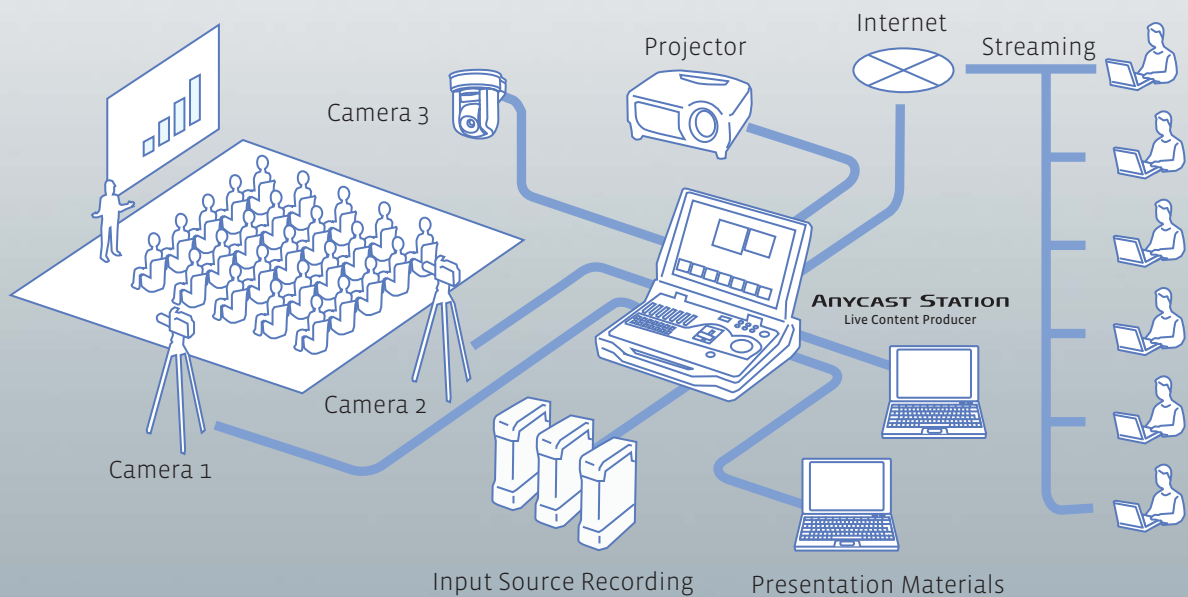 Internet
Projector
Streaming
Camera 3
ANYCAST STATION
Live Content Producer
Camera 2
Camera 1
Input Source Recording
Presentation Materials